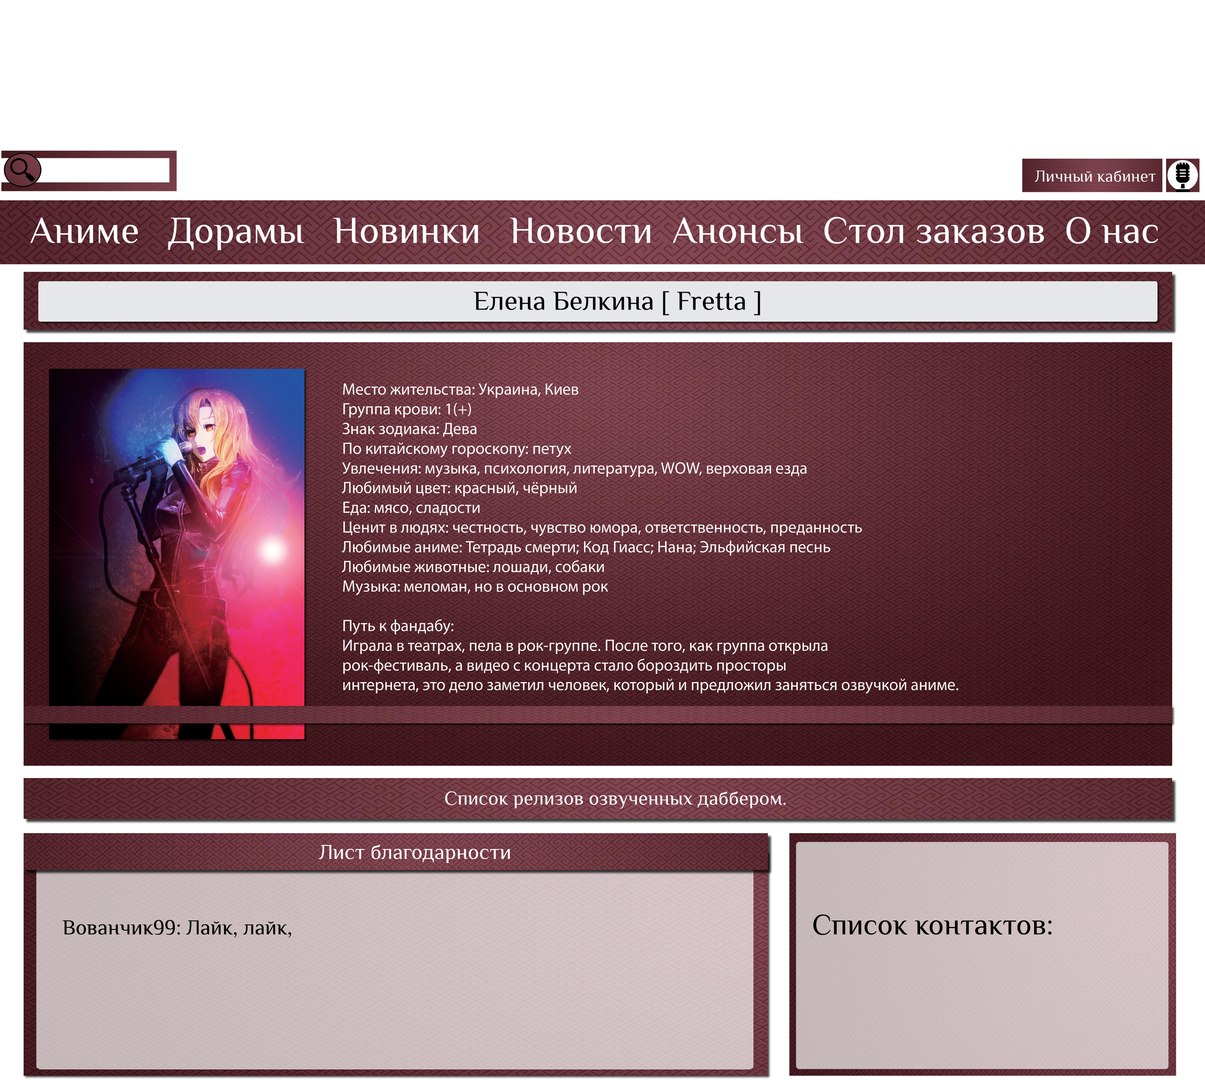 Личный кабинет
Аниме Дорамы Новинки Новости Анонсы Стол заказов О нас
Елена Белкина [ Fretta ]
Место жительства: Украина, Киев
Группа крови: 1(+)
Знак зодиака: Дева
По китайскому гороскопу: петух
Увлечения: музыка, психология, литература, WOW, верховая езда
Любимый цвет: красный, чёрный
Еда: мясо, сладости
Ценит в людях: честность, чувство юмора, ответственность, преданность
Любимые аниме: Тетрадь смерти; Код Гиасс; Нана; Эльфийская песнь
Любимые животные: лошади, собаки
Музыка: меломан, но в основном рок
Путь к фандабу:
Играла в театрах, пела в рок-группе. После того, как группа открыла
рок-фестиваль, а видео с концерта стало бороздить просторы
интернета, это дело заметил человек, который и предложил заняться озвучкой аниме.
Список релизов озвученных даббером.
Лист благодарности
Вованчик99: Лайк, лайк,
Список контактов: